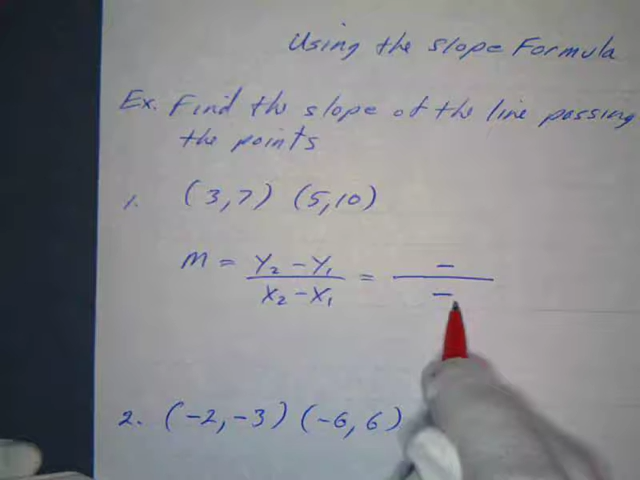 Using the slope Formula
Ex. Find the slope of the line passing
the points
1. (3,7) (5,10)
M = Y₂ - Y₁ / X₂ - X₁ = - / -
2. (-2,-3) (-6,6)